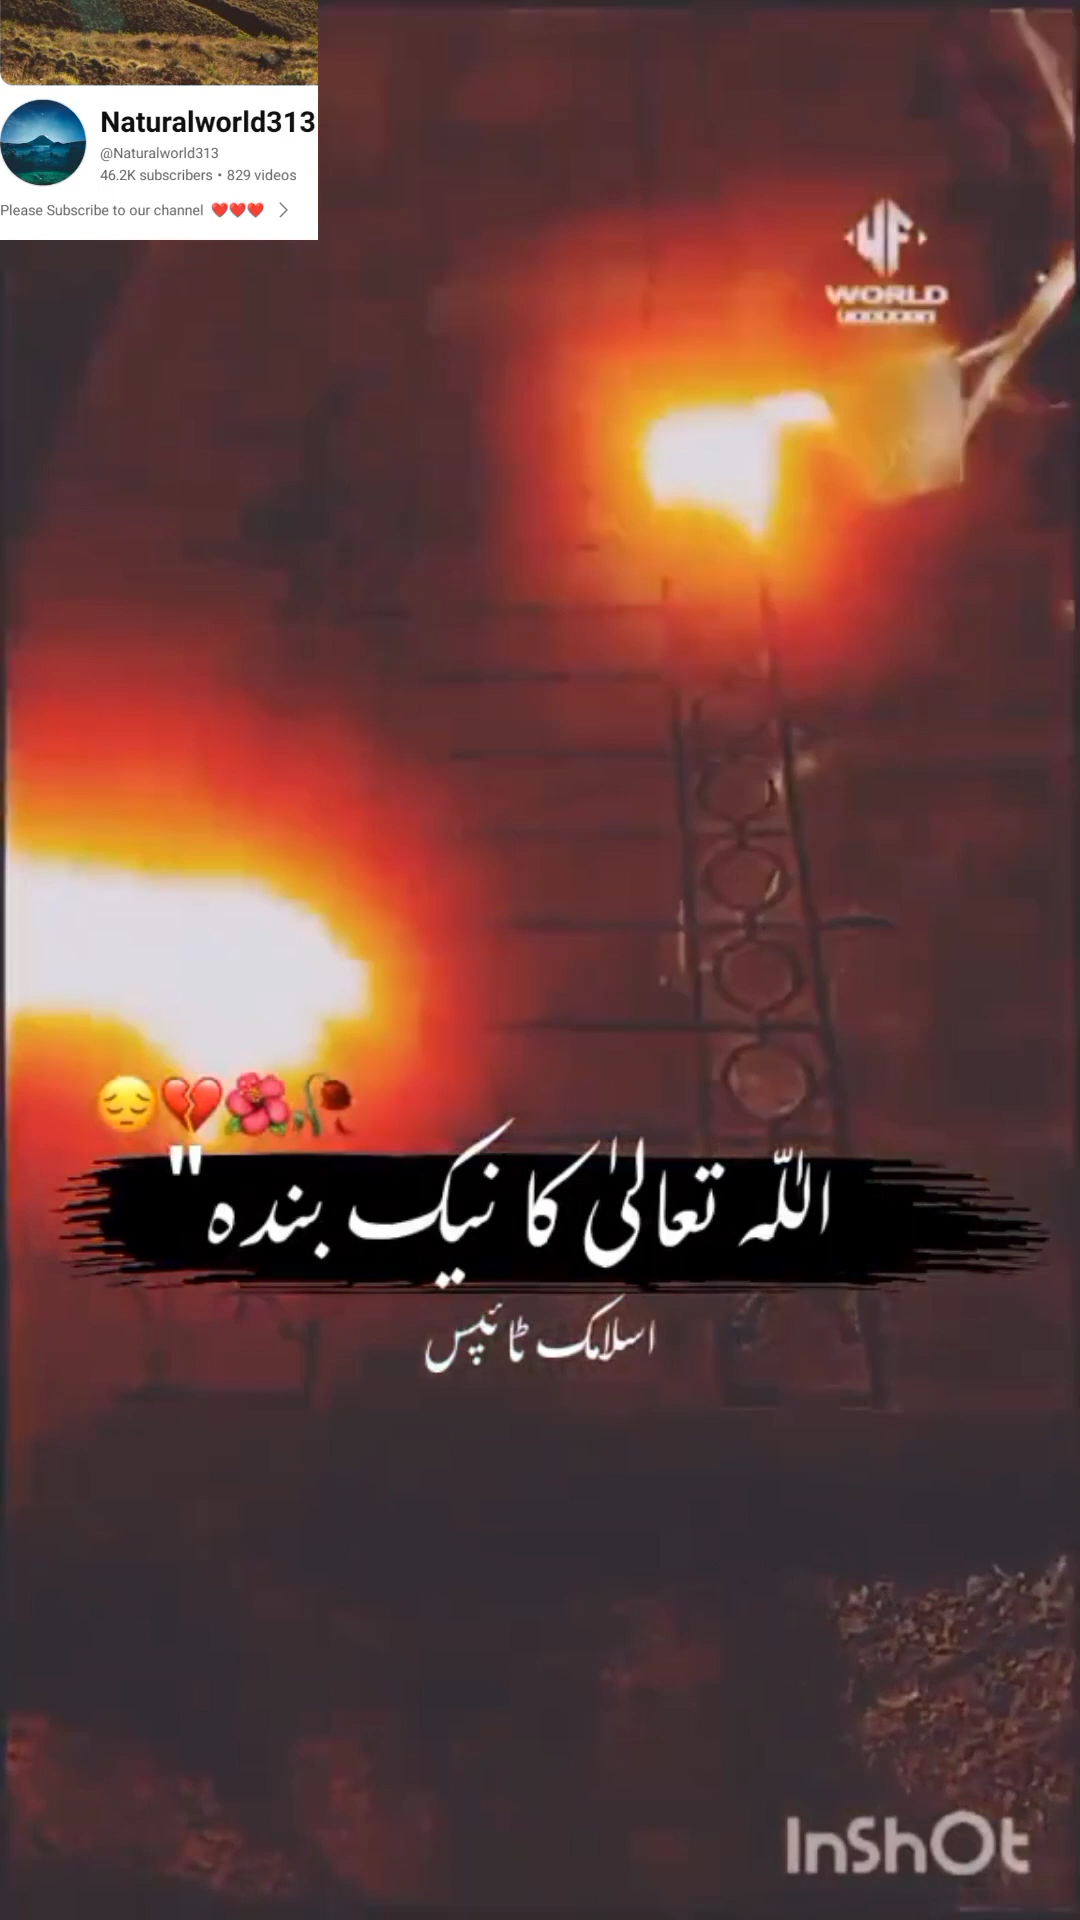 Naturalworld313
@Naturalworld313
46.2K subscribers • 829 videos
Please Subscribe to our channel ❤️❤️❤️ >
WORLD
😔💔🌺🥀
اللہ تعالیٰ کا نیک بندہ"
اسلامک ٹائپس
InShOt